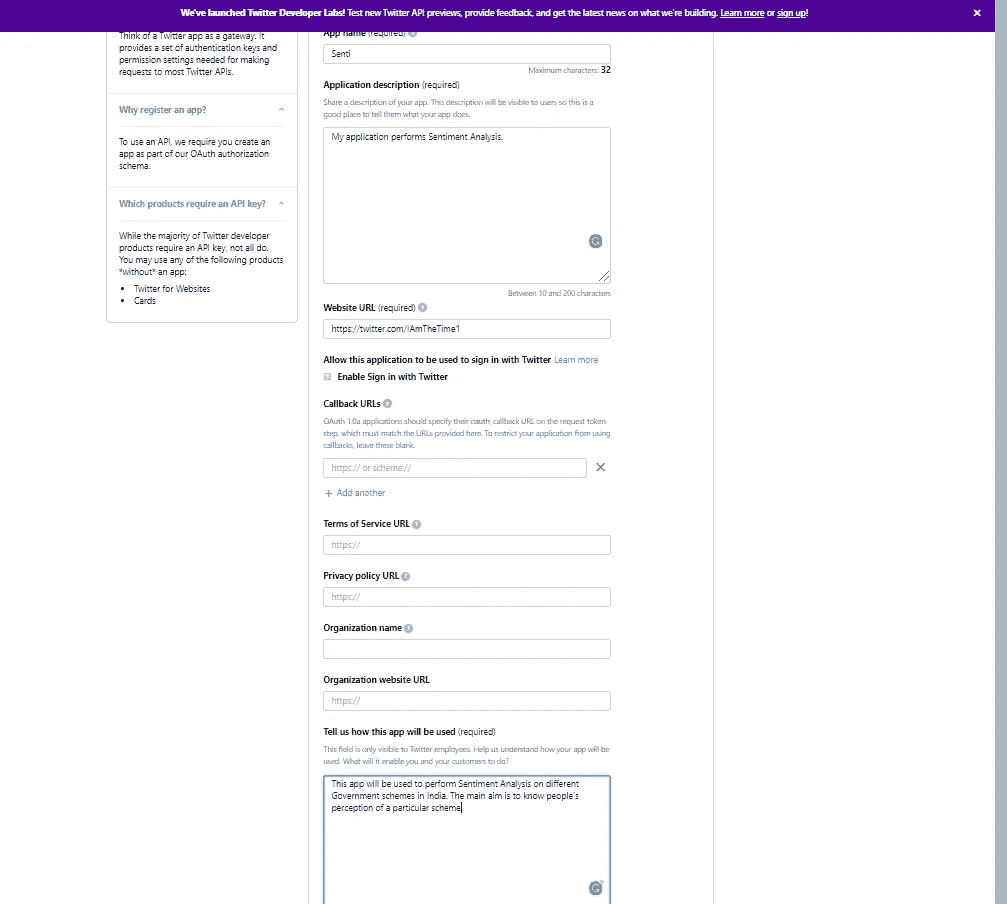 We've launched Twitter Developer Labs! Test new Twitter API previews, provide feedback, and get the latest news on what we're building. Learn more or sign up!
Think of a Twitter app as a gateway. It
provides a set of authentication keys and
permission settings needed for making
requests to most Twitter APIs.
Why register an app?
To use an API, we require you create an
app as part of our OAuth authorization
schema.
Which products require an API key?
While the majority of Twitter developer
products require an API key, not all do.
You may use any of the following products
*without* an app:
• Twitter for Websites
• Cards
App name (required)
Senti
Maximum characters: 32
Application description (required)
Share a description of your app. This description will be visible to users so this is a
good place to tell them what your app does.
My application performs Sentiment Analysis.
Between 10 and 200 characters
Website URL (required)
https://twitter.com/IAmTheTime1
Allow this application to be used to sign in with Twitter Learn more
Enable Sign in with Twitter
Callback URLs
OAuth 1.0a applications should specify their oauth_callback URL on the request token
step, which must match the URLs provided here. To restrict your application from using
callbacks, leave these blank.
https:// or scheme://
+ Add another
Terms of Service URL
https://
Privacy policy URL
https://
Organization name
Organization website URL
https://
Tell us how this app will be used (required)
This field is only visible to Twitter employees. Help us understand how your app will be
used. What will it enable you and your customers to do?
This app will be used to perform Sentiment Analysis on different
Government schemes in India. The main aim is to know people's
perception of a particular scheme